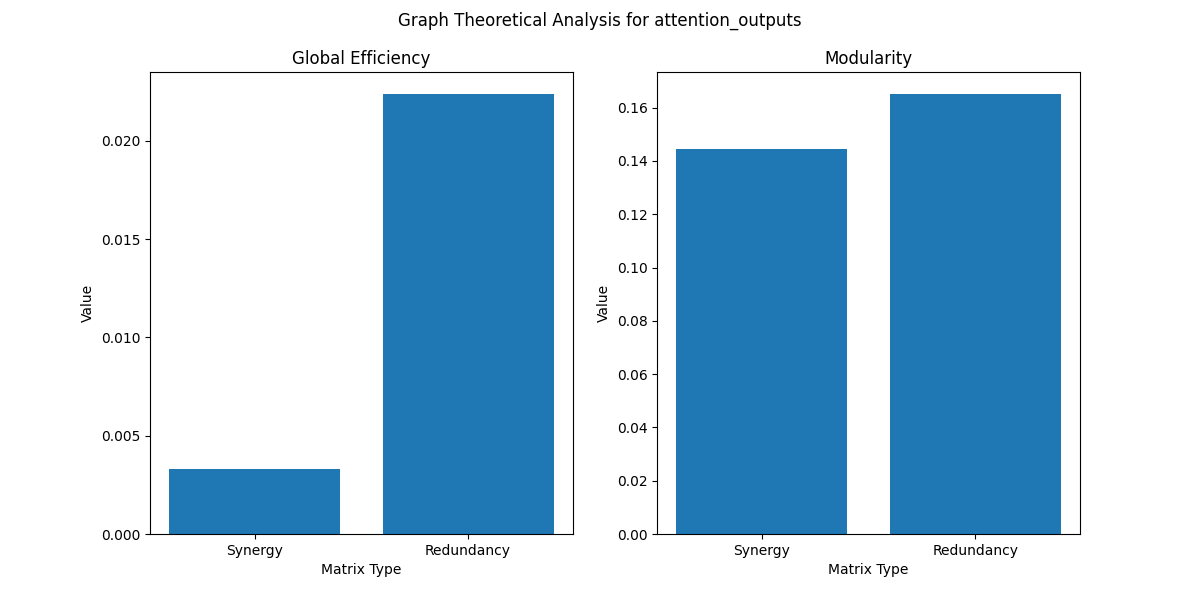 Graph Theoretical Analysis for attention_outputs
Global Efficiency
Value
0.020
0.015
0.010
0.005
0.000
Synergy
Redundancy
Matrix Type
Modularity
Value
0.16
0.14
0.12
0.10
0.08
0.06
0.04
0.02
0.00
Synergy
Redundancy
Matrix Type